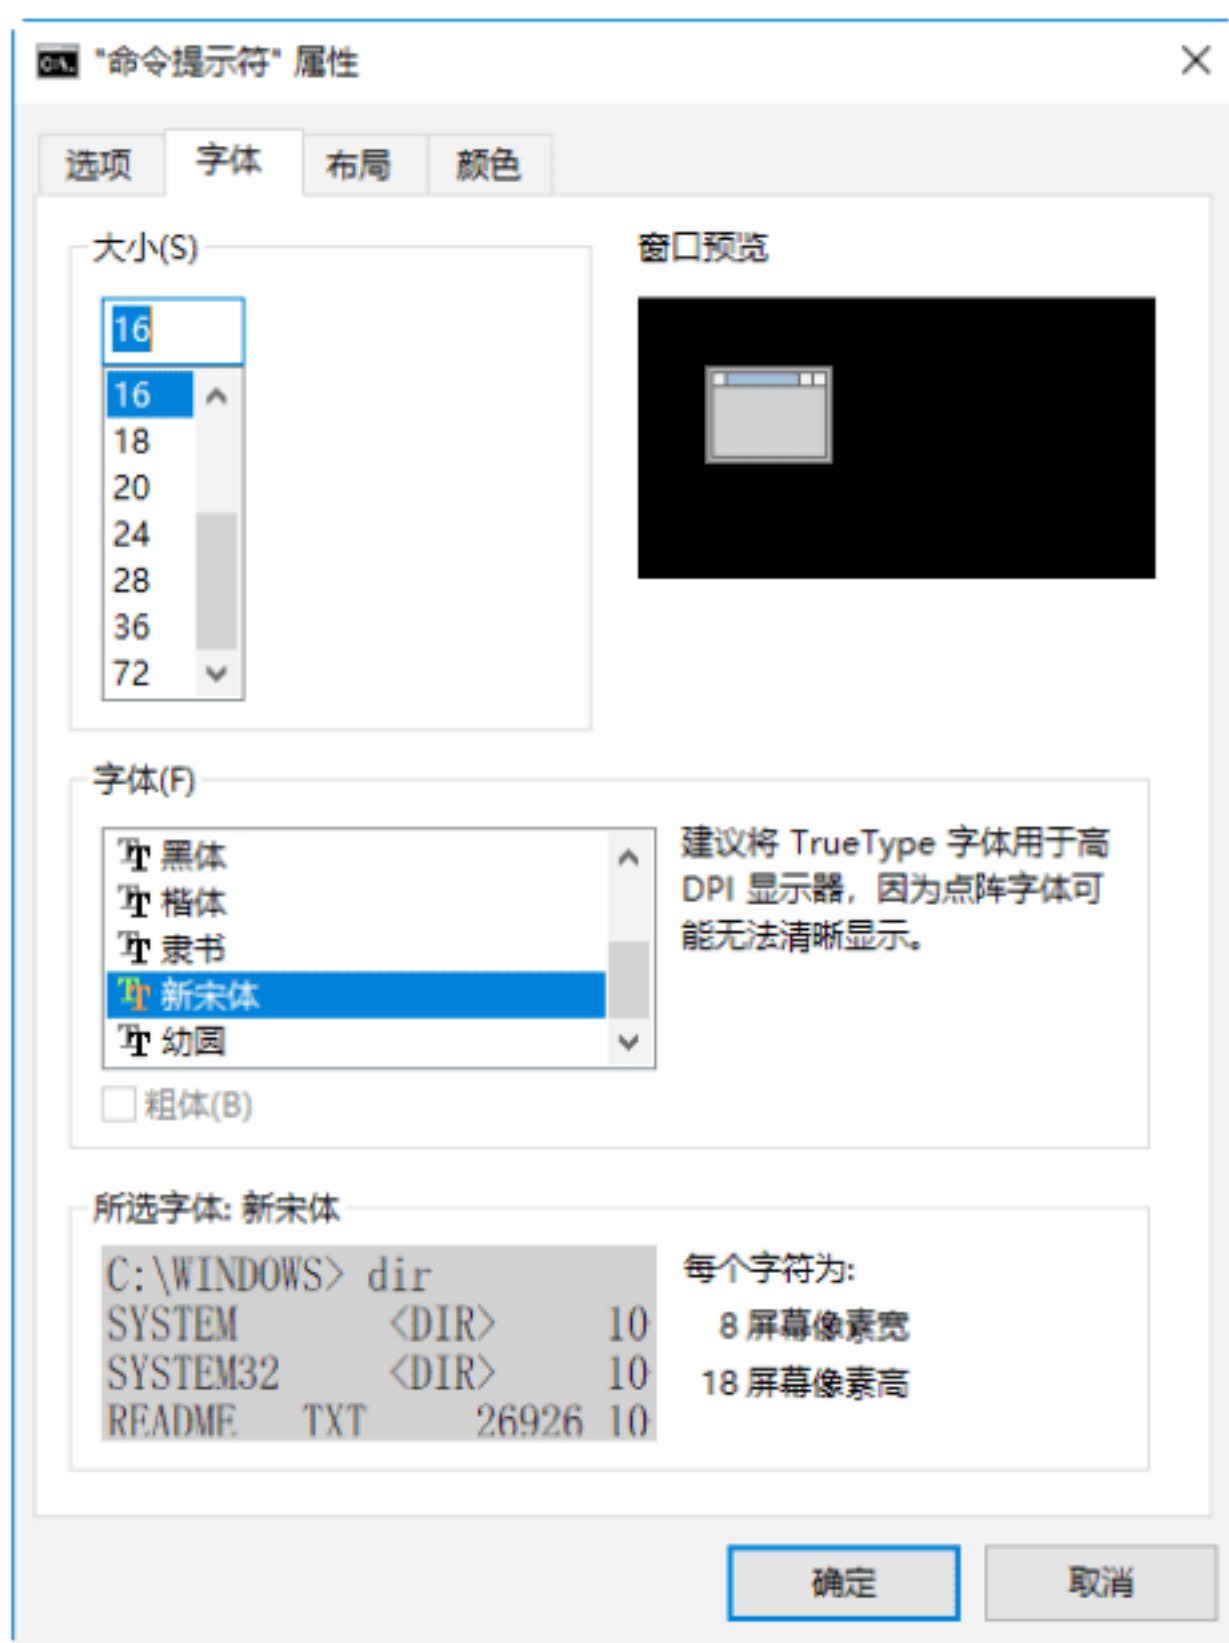 "命令提示符" 属性
选项 字体 布局 颜色
大小(S)
窗口预览
16
16
18
20
24
28
36
72
字体(F)
黑体
楷体
隶书
新宋体
幼圆
建议将 TrueType 字体用于高
DPI 显示器，因为点阵字体可
能无法清晰显示。
粗体(B)
所选字体: 新宋体
C:\WINDOWS> dir
SYSTEM <DIR> 10
SYSTEM32 <DIR> 10
README TXT 26926 10
每个字符为:
8 屏幕像素宽
18 屏幕像素高
确定 取消